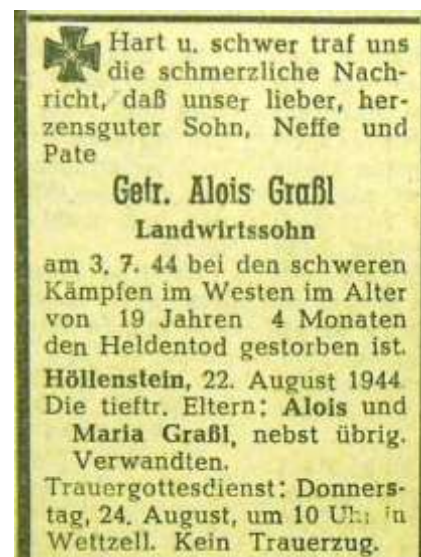 Hart u. schwer traf uns
die schmerzliche Nach-
richt, daß unser lieber, her-
zensguter Sohn, Neffe und
Pate
Gefr. Alois Graßl
Landwirtssohn
am 3. 7. 44 bei den schweren
Kämpfen im Westen im Alter
von 19 Jahren 4 Monaten
den Heldentod gestorben ist.
Höllenstein, 22. August 1944
Die tieftr. Eltern: Alois und
Maria Graßl, nebst übrig.
Verwandten.
Trauergottesdienst: Donners-
tag, 24. August, um 10 Uhr in
Wettzell. Kein Trauerzug.